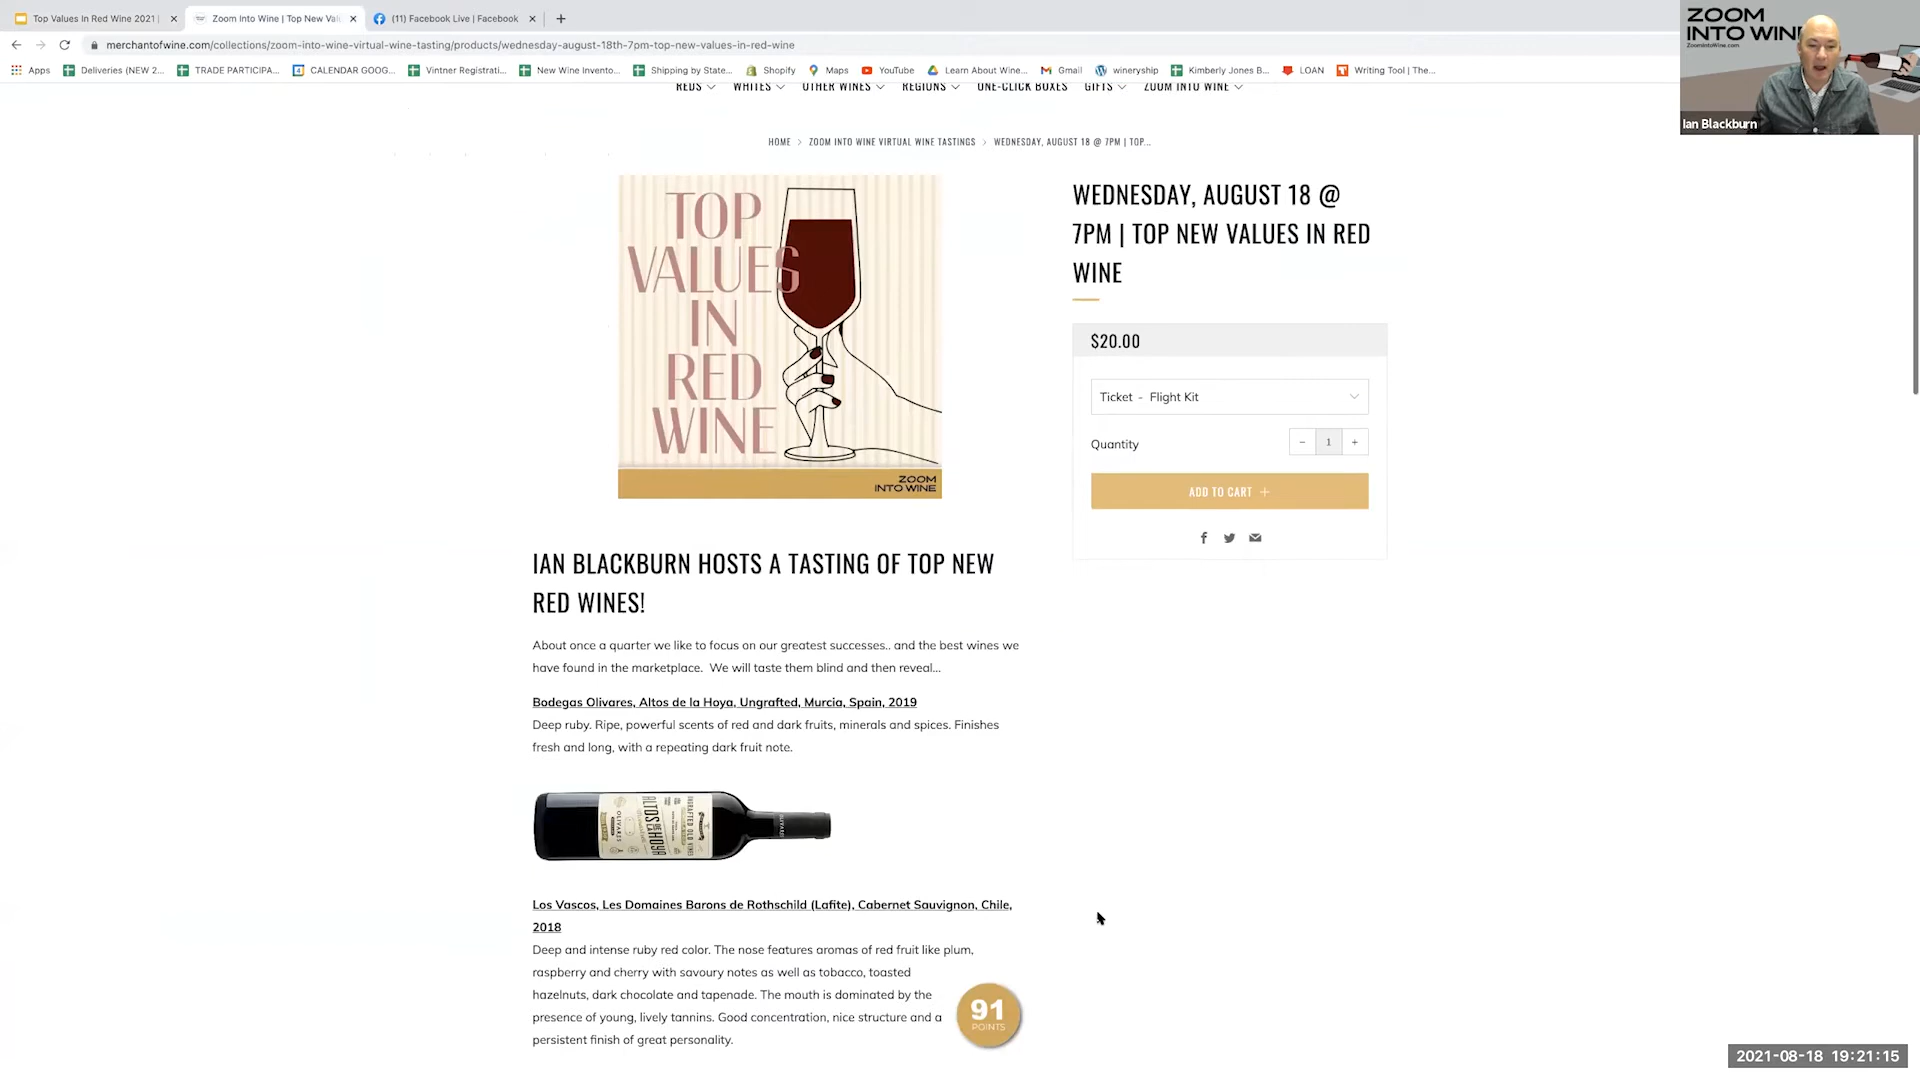 Top Values In Red Wine 2021 |
Zoom Into Wine | Top New Val
(11) Facebook Live | Facebook
merchantofwine.com/collections/zoom-into-wine-virtual-wine-tasting/products/wednesday-august-18th-7pm-top-new-values-in-red-wine
Apps
Deliveries (NEW 2...
TRADE PARTICIPA...
CALENDAR GOOG...
Vintner Registrati...
New Wine Invento...
Shipping by State...
Shopify
Maps
YouTube
Learn About Wine...
Gmail
wineryship
Kimberly Jones B...
LOAN
Writing Tool | The...
ZOOM
INTO WINE
ZoomIntoWine.com
Ian Blackburn
REDS
WHITES
OTHER WINES
REGIONS
ONE-CLICK BOXES
GIFTS
ZOOM INTO WINE
HOME > ZOOM INTO WINE VIRTUAL WINE TASTINGS > WEDNESDAY, AUGUST 18 @ 7PM | TOP...
TOP
VALUES
IN
RED
WINE
ZOOM
INTO WINE
WEDNESDAY, AUGUST 18 @
7PM | TOP NEW VALUES IN RED
WINE
$20.00
Ticket - Flight Kit
Quantity
− 1 +
ADD TO CART +
IAN BLACKBURN HOSTS A TASTING OF TOP NEW
RED WINES!
About once a quarter we like to focus on our greatest successes.. and the best wines we
have found in the marketplace. We will taste them blind and then reveal...
Bodegas Olivares, Altos de la Hoya, Ungrafted, Murcia, Spain, 2019
Deep ruby. Ripe, powerful scents of red and dark fruits, minerals and spices. Finishes
fresh and long, with a repeating dark fruit note.
UNGRAFTED OLD VINES
ALTOS DE LA HOYA
OLIVARES
Los Vascos, Les Domaines Barons de Rothschild (Lafite), Cabernet Sauvignon, Chile,
2018
Deep and intense ruby red color. The nose features aromas of red fruit like plum,
raspberry and cherry with savoury notes as well as tobacco, toasted
hazelnuts, dark chocolate and tapenade. The mouth is dominated by the
presence of young, lively tannins. Good concentration, nice structure and a
persistent finish of great personality.
91
POINTS
2021-08-18 19:21:15